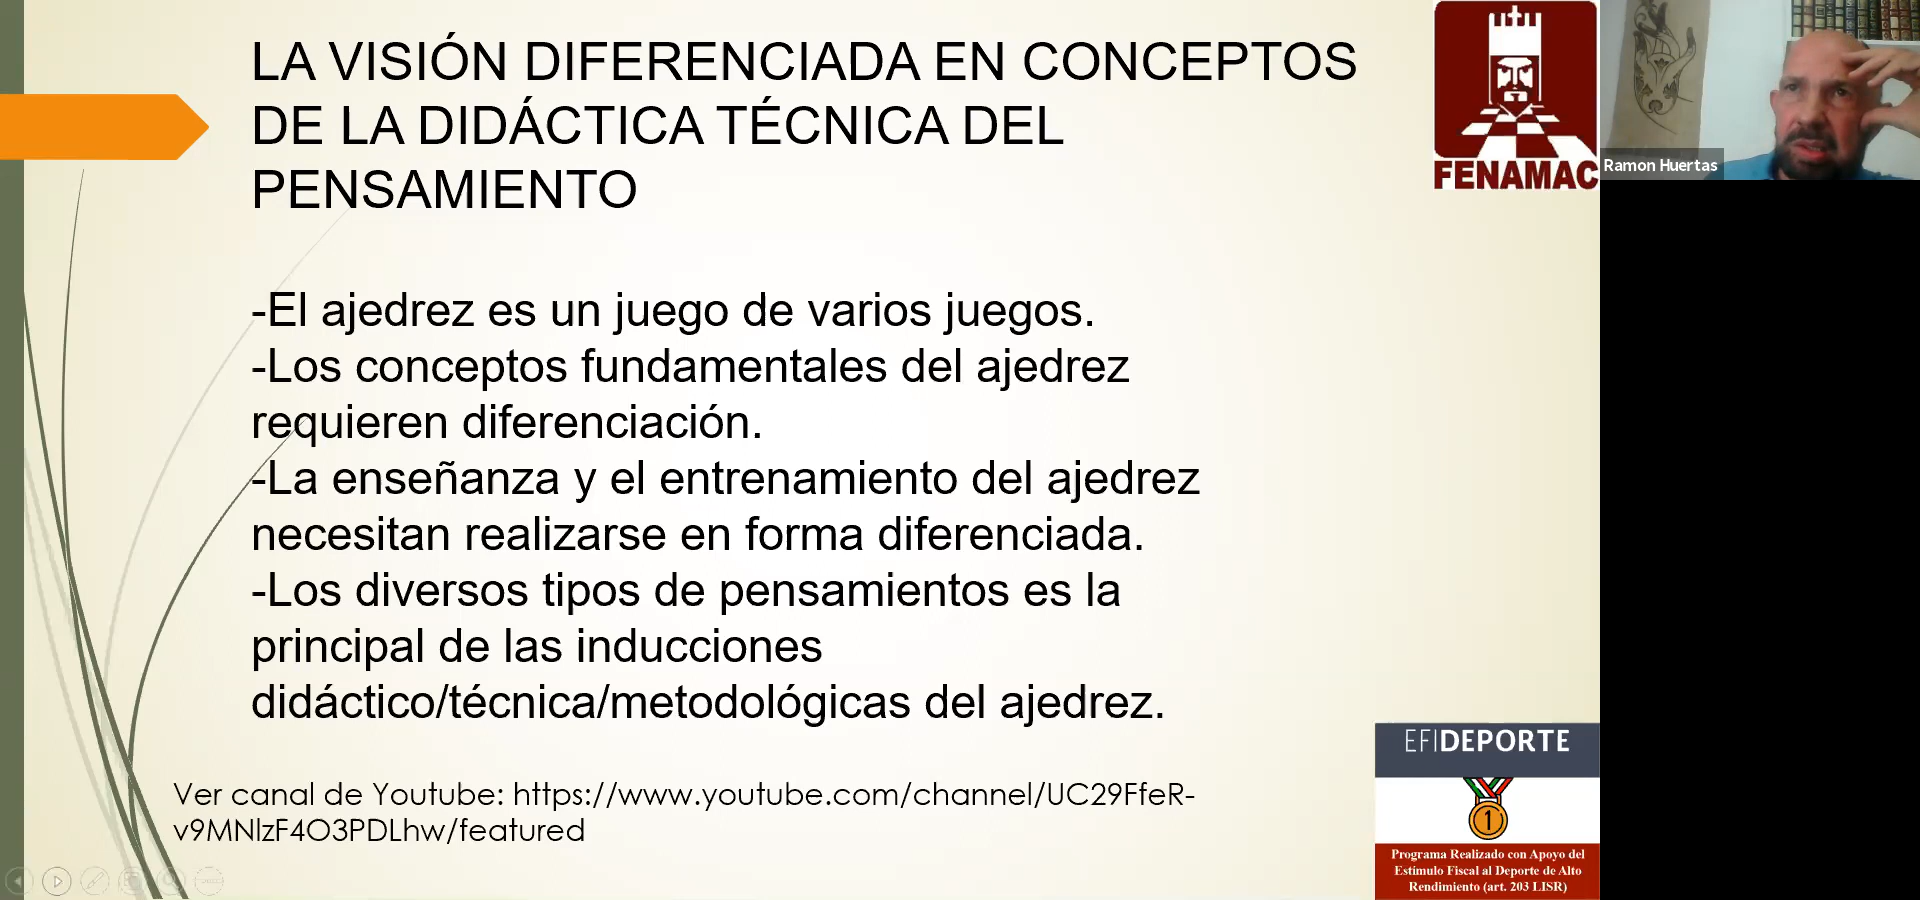 LA VISIÓN DIFERENCIADA EN CONCEPTOS
DE LA DIDÁCTICA TÉCNICA DEL
PENSAMIENTO
FENAMAC
Ramon Huertas
-El ajedrez es un juego de varios juegos.
-Los conceptos fundamentales del ajedrez
requieren diferenciación.
-La enseñanza y el entrenamiento del ajedrez
necesitan realizarse en forma diferenciada.
-Los diversos tipos de pensamientos es la
principal de las inducciones
didáctico/técnica/metodológicas del ajedrez.
Ver canal de Youtube: https://www.youtube.com/channel/UC29FfeR-
v9MNlzF4O3PDLhw/featured
EFIDEPORTE
1
Programa Realizado con Apoyo del
Estímulo Fiscal al Deporte de Alto
Rendimiento (art. 203 LISR)